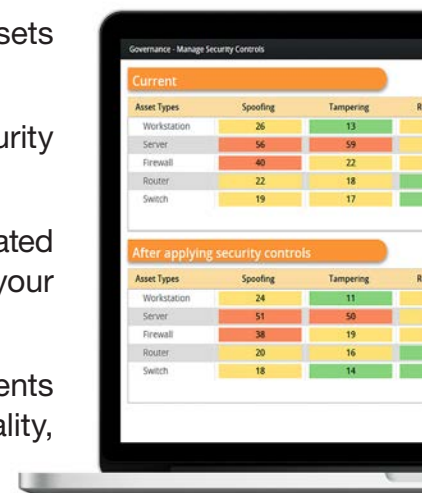 sets
urity
ated
your
ents
ality,
Governance - Manage Security Controls
Current
Asset Types Spoofing Tampering R
Workstation 26 13
Server 56 59
Firewall 40 22
Router 22 18
Switch 19 17
After applying security controls
Asset Types Spoofing Tampering R
Workstation 24 11
Server 51 50
Firewall 38 19
Router 20 16
Switch 18 14